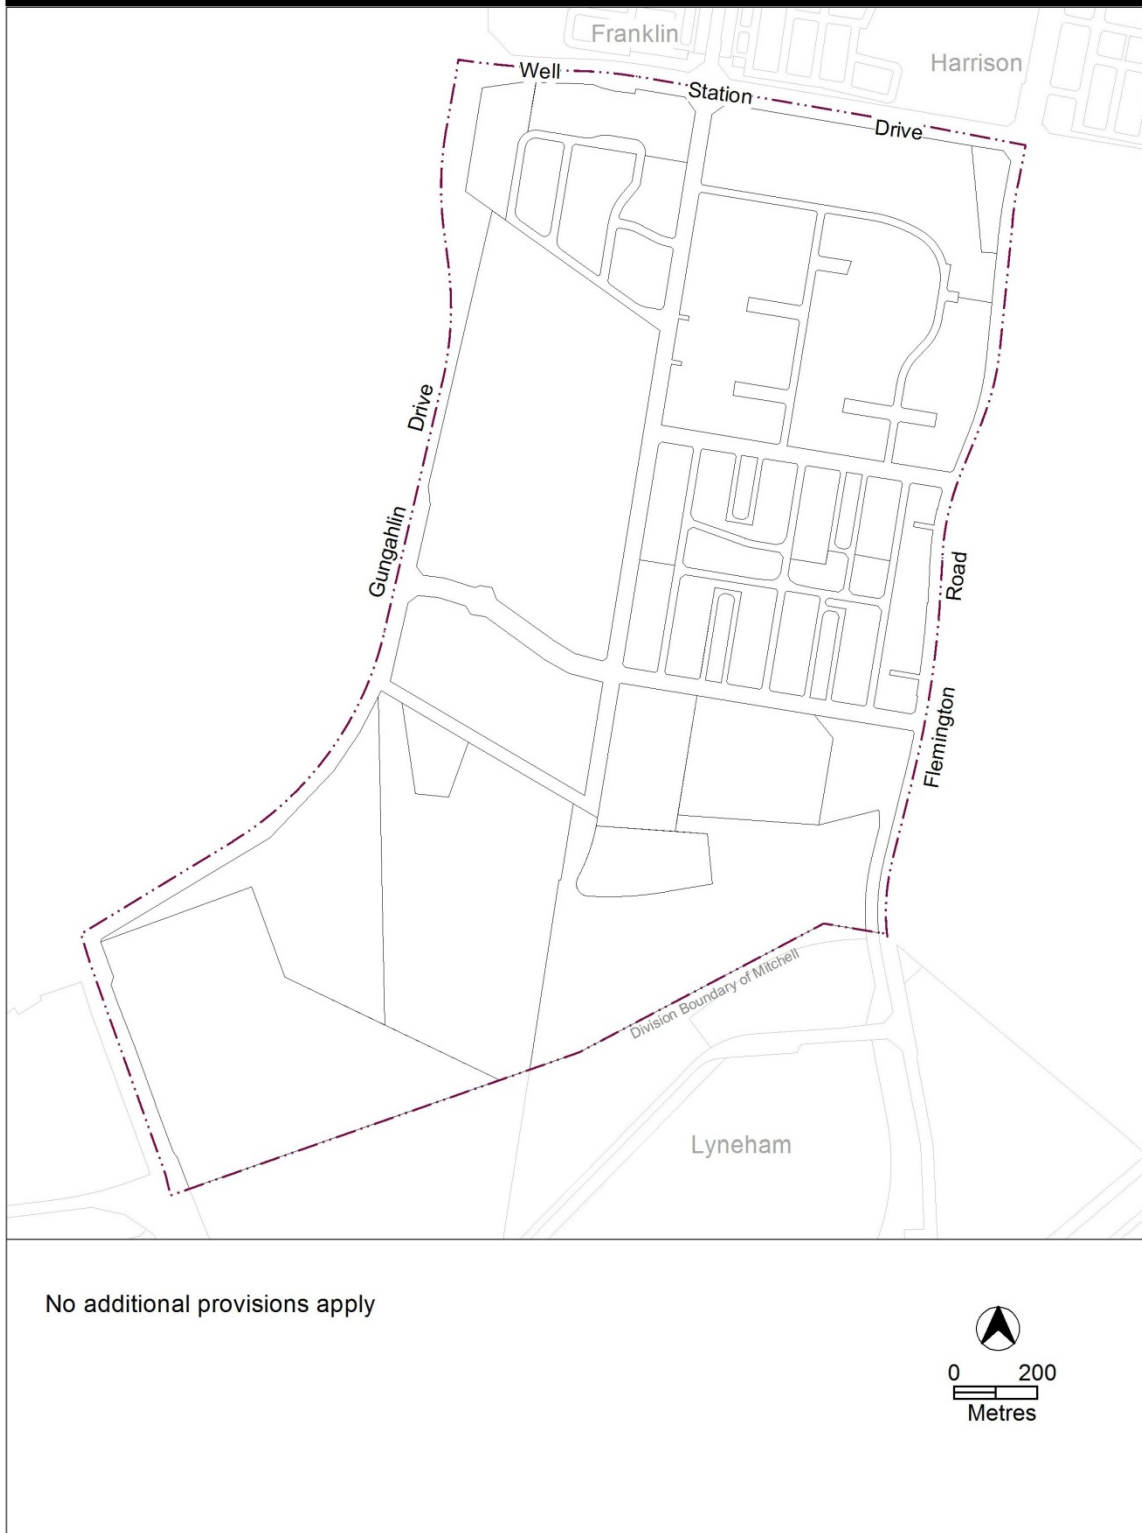 Franklin
Harrison
Well Station Drive
Gungahlin Drive
Flemington Road
Division Boundary of Mitchell
Lyneham
No additional provisions apply
0 200
Metres